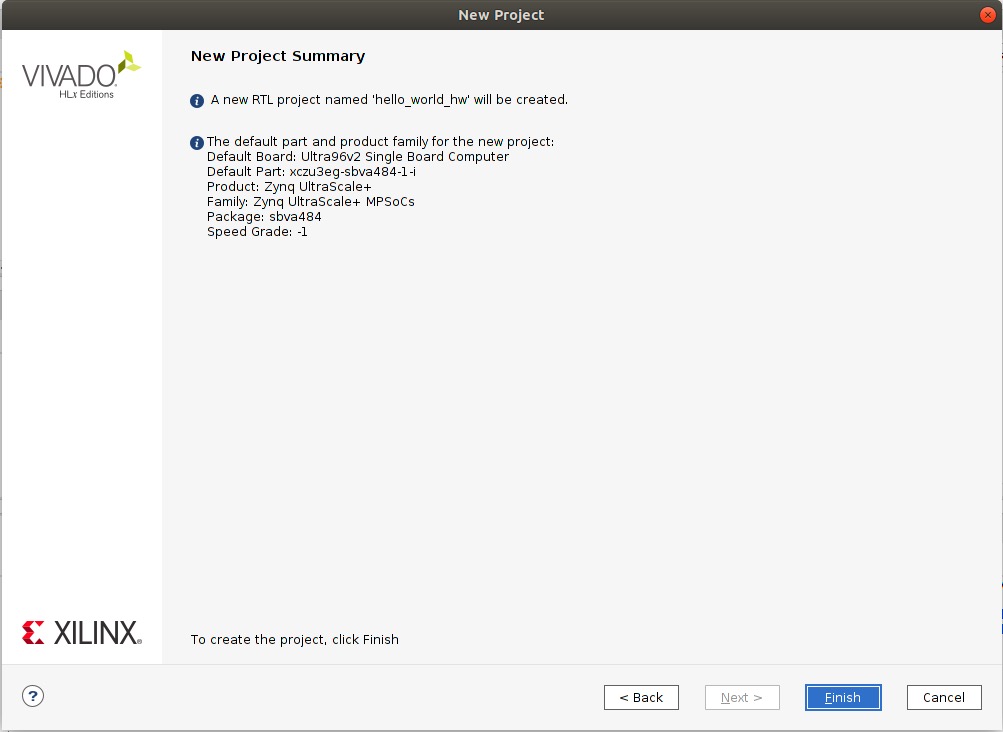 New Project
VIVADO
HLx Editions
New Project Summary
A new RTL project named 'hello_world_hw' will be created.
The default part and product family for the new project:
Default Board: Ultra96v2 Single Board Computer
Default Part: xczu3eg-sbva484-1-i
Product: Zynq UltraScale+
Family: Zynq UltraScale+ MPSoCs
Package: sbva484
Speed Grade: -1
XILINX
To create the project, click Finish
?
< Back
Next >
Finish
Cancel